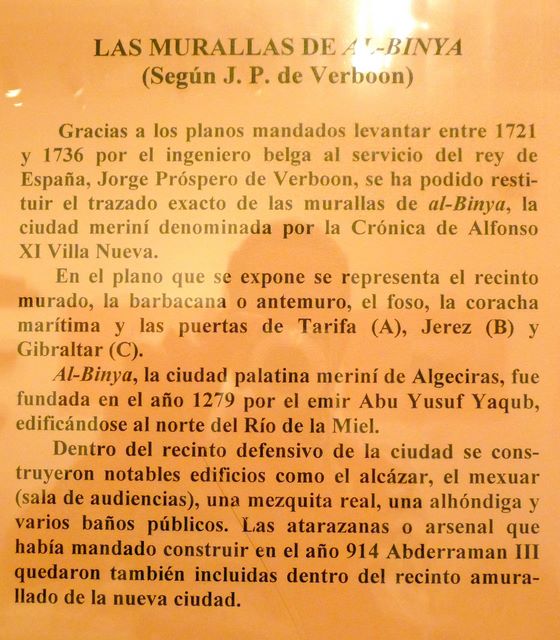 LAS MURALLAS DE AL-BINYA
(Según J. P. de Verboon)
Gracias a los planos mandados levantar entre 1721
y 1736 por el ingeniero belga al servicio del rey de
España, Jorge Próspero de Verboon, se ha podido resti-
tuir el trazado exacto de las murallas de al-Binya, la
ciudad meriní denominada por la Crónica de Alfonso
XI Villa Nueva.
En el plano que se expone se representa el recinto
murado, la barbacana o antemuro, el foso, la coracha
marítima y las puertas de Tarifa (A), Jerez (B) y
Gibraltar (C).
Al-Binya, la ciudad palatina meriní de Algeciras, fue
fundada en el año 1279 por el emir Abu Yusuf Yaqub,
edificándose al norte del Río de la Miel.
Dentro del recinto defensivo de la ciudad se cons-
truyeron notables edificios como el alcázar, el mexuar
(sala de audiencias), una mezquita real, una alhóndiga y
varios baños públicos. Las atarazanas o arsenal que
había mandado construir en el año 914 Abderraman III
quedaron también incluidas dentro del recinto amura-
llado de la nueva ciudad.